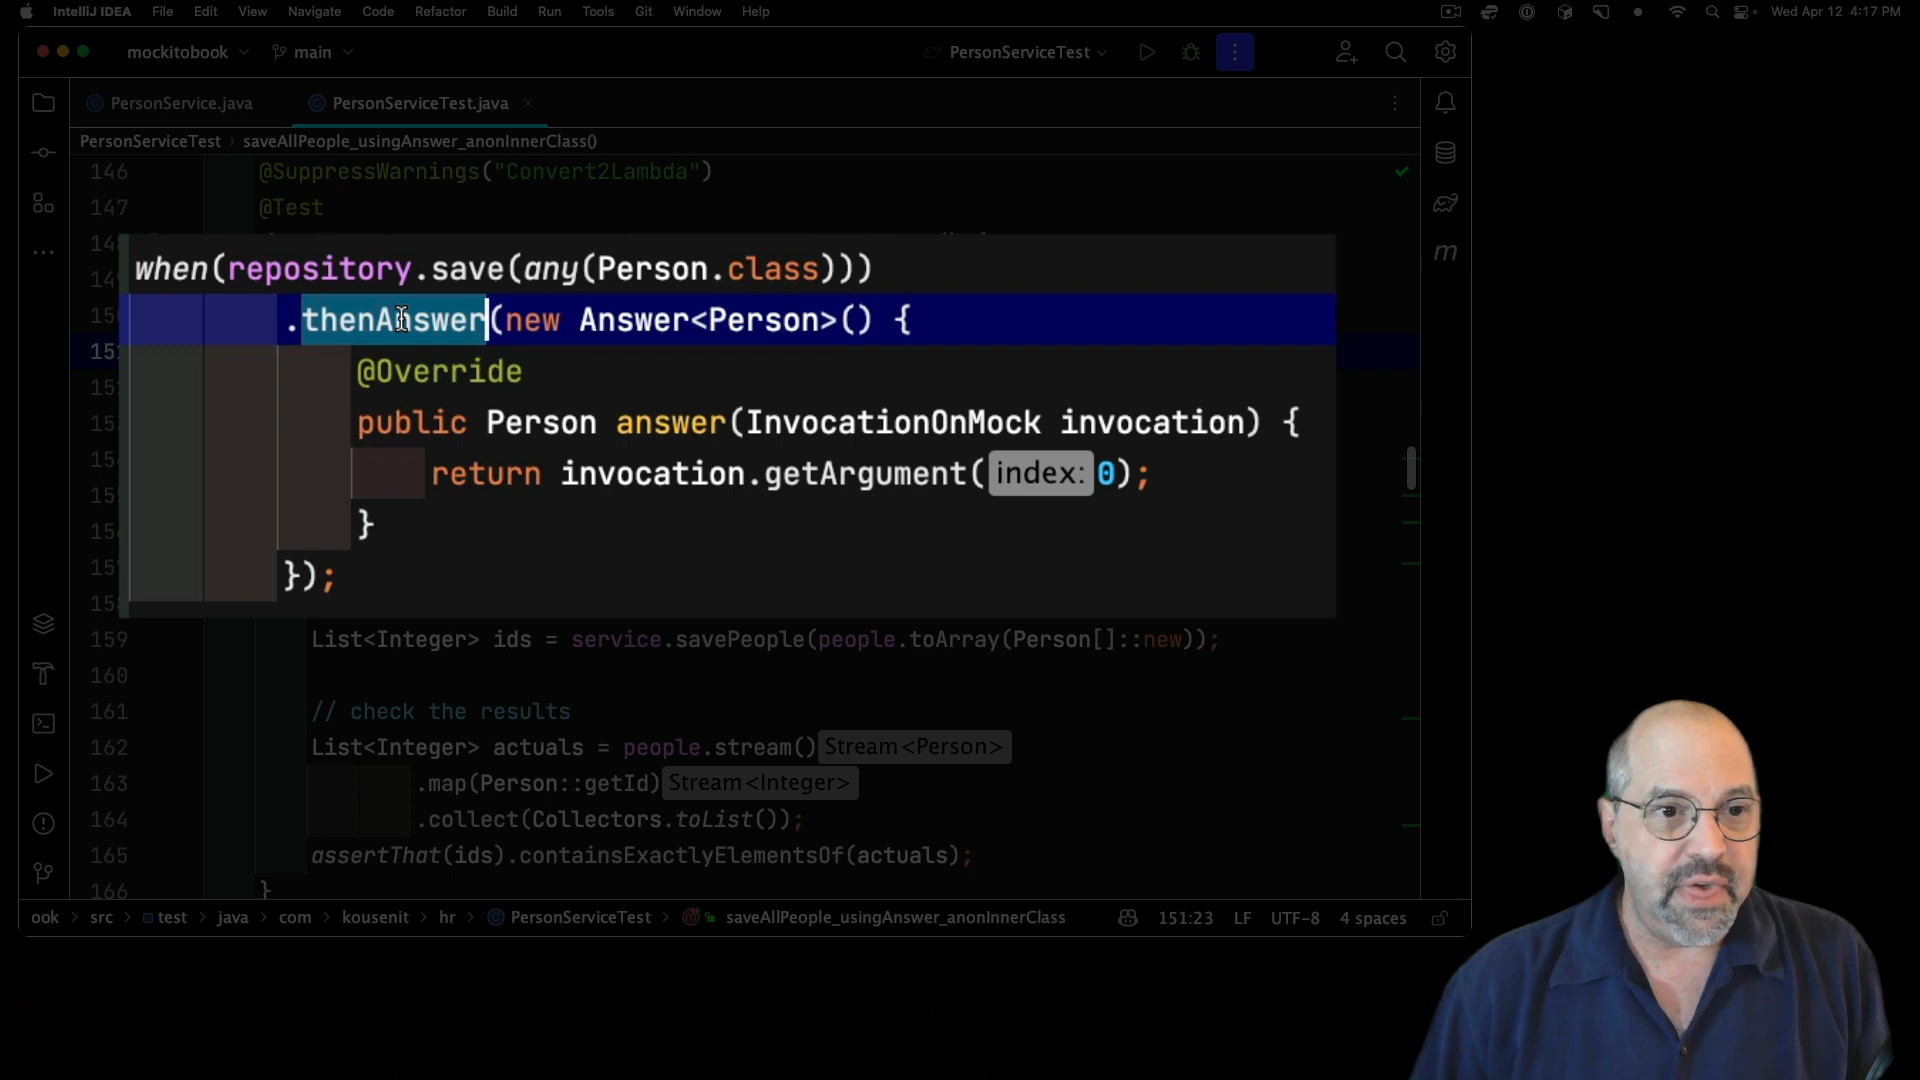 IntelliJ IDEA File Edit View Navigate Code Refactor Build Run Tools Git Window Help Wed Apr 12 4:17 PM
mockitobook main PersonServiceTest
PersonService.java PersonServiceTest.java
PersonServiceTest saveAllPeople_usingAnswer_anonInnerClass()
146 @SuppressWarnings("Convert2Lambda")
147 @Test
when(repository.save(any(Person.class)))
.thenAnswer(new Answer<Person>() {
@Override
public Person answer(InvocationOnMock invocation) {
return invocation.getArgument(index: 0);
}
});
159 List<Integer> ids = service.savePeople(people.toArray(Person[]::new));
160
161 // check the results
162 List<Integer> actuals = people.stream() Stream<Person>
163 .map(Person::getId) Stream<Integer>
164 .collect(Collectors.toList());
165 assertThat(ids).containsExactlyElementsOf(actuals);
166 }
ook src test java com kousenit hr PersonServiceTest saveAllPeople_usingAnswer_anonInnerClass 151:23 LF UTF-8 4 spaces